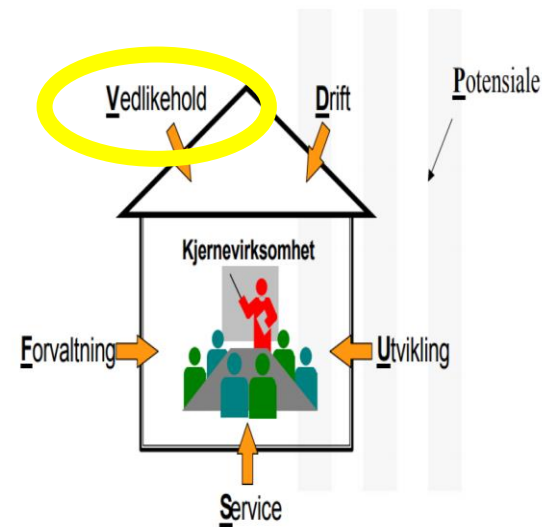 Vedlikehold
Drift
Potensiale
Kjernevirksomhet
Forvaltning
Utvikling
Service